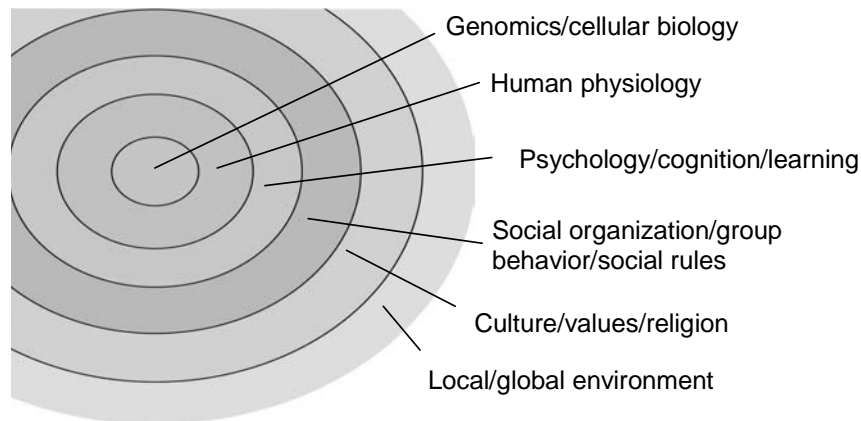 Genomics/cellular biology
Human physiology
Psychology/cognition/learning
Social organization/group
behavior/social rules
Culture/values/religion
Local/global environment